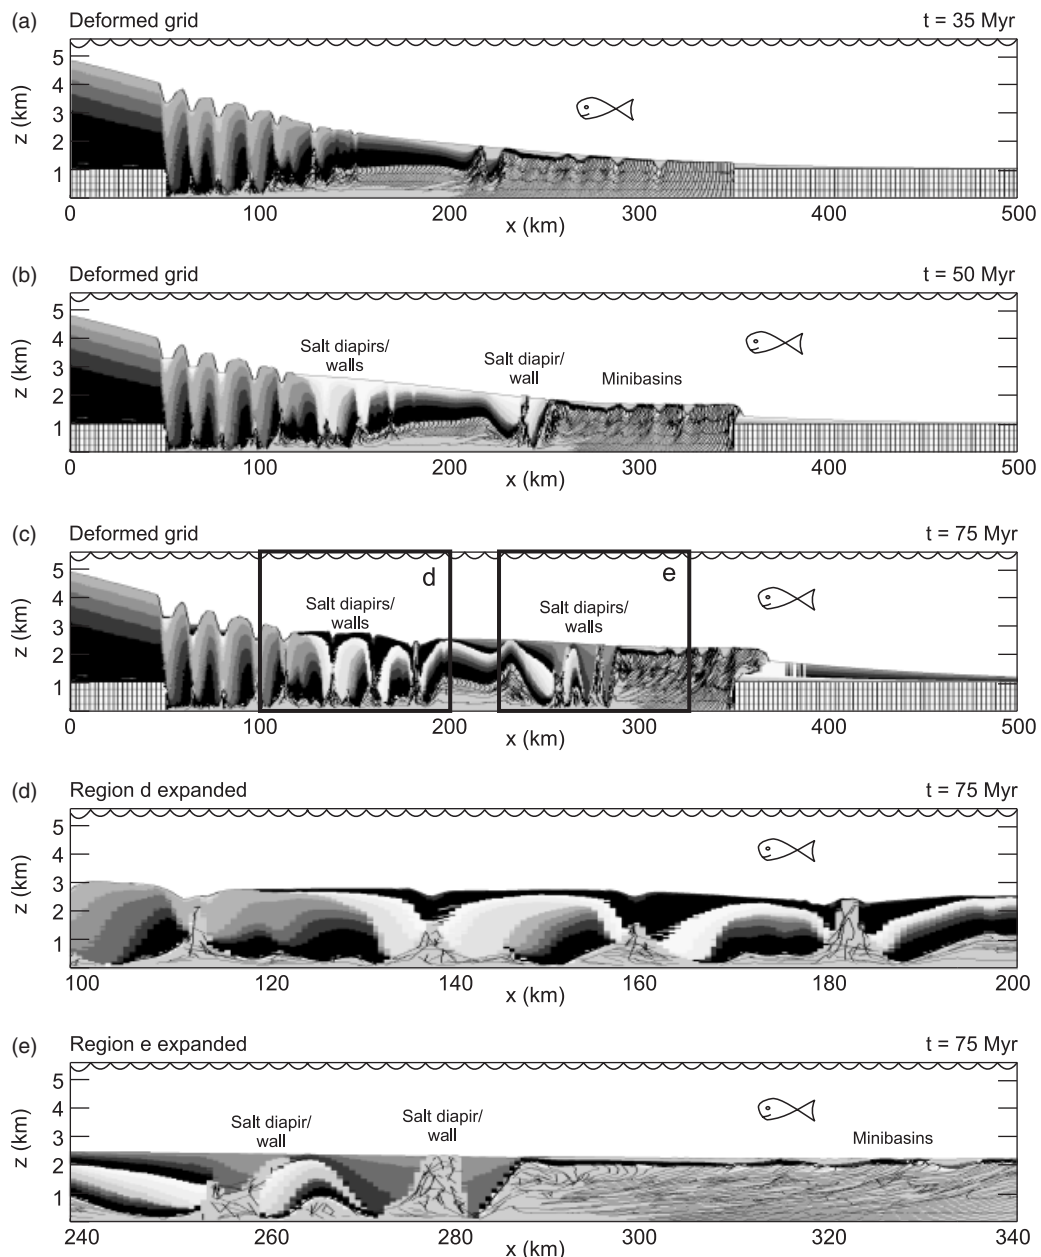 (a) Deformed grid t = 35 Myr
5
4
3
2
1
z (km)
0 100 200 300 400 500
x (km)
(b) Deformed grid t = 50 Myr
5
4
3
2
1
z (km)
Salt diapirs/
walls
Salt diapir/
wall
Minibasins
0 100 200 300 400 500
x (km)
(c) Deformed grid t = 75 Myr
5
4
3
2
1
z (km)
d
e
Salt diapirs/
walls
Salt diapirs/
walls
0 100 200 300 400 500
x (km)
(d) Region d expanded t = 75 Myr
5
4
3
2
1
z (km)
100 120 140 160 180 200
x (km)
(e) Region e expanded t = 75 Myr
5
4
3
2
1
z (km)
Salt diapir/
wall
Salt diapir/
wall
Minibasins
240 260 280 300 320 340
x (km)